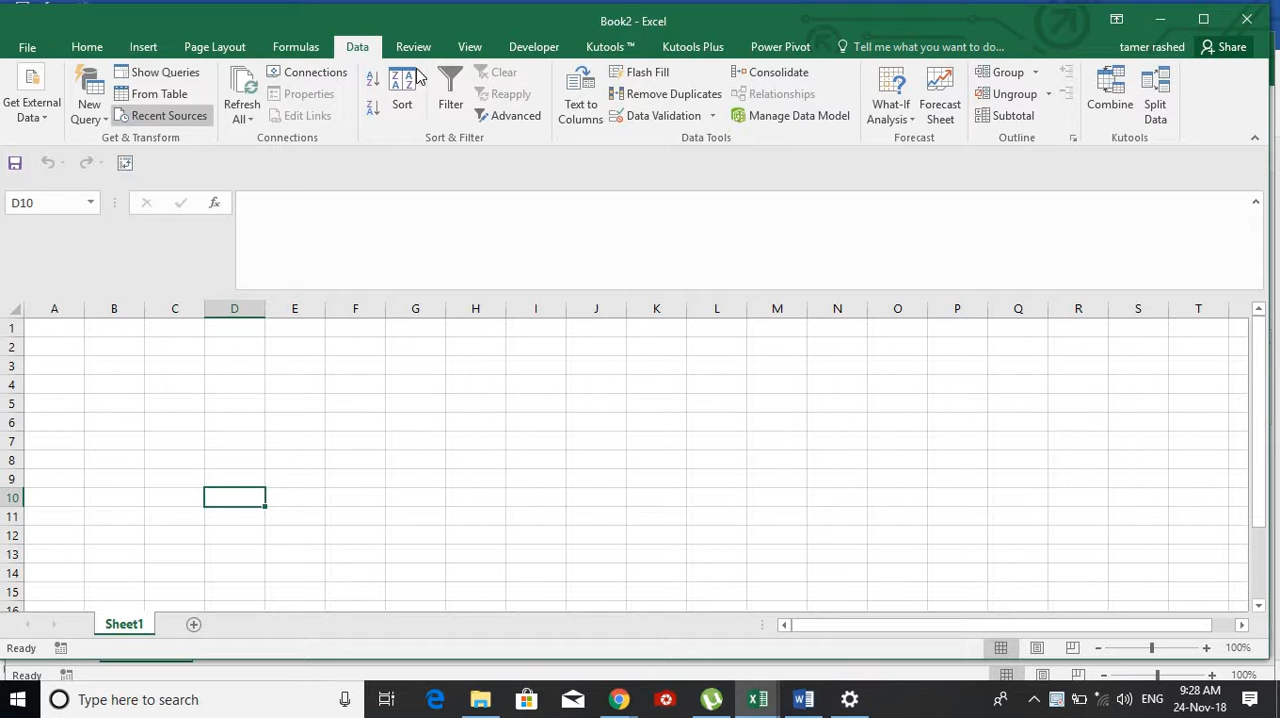 Book2 - Excel
File Home Insert Page Layout Formulas Data Review View Developer Kutools ™ Kutools Plus Power Pivot Tell me what you want to do... tamer rashed Share
Get External Data
New Query
Show Queries
From Table
Recent Sources
Get & Transform
Refresh All
Connections
Properties
Edit Links
Connections
Sort
Filter
Clear
Reapply
Advanced
Sort & Filter
Text to Columns
Flash Fill
Remove Duplicates
Data Validation
Consolidate
Relationships
Manage Data Model
Data Tools
What-If Analysis
Forecast Sheet
Forecast
Group
Ungroup
Subtotal
Outline
Combine
Split Data
Kutools
D10 fx
A B C D E F G H I J K L M N O P Q R S T
1
2
3
4
5
6
7
8
9
10
11
12
13
14
15
16
Sheet1
Ready 100%
Ready 100%
Type here to search ENG 9:28 AM
24-Nov-18